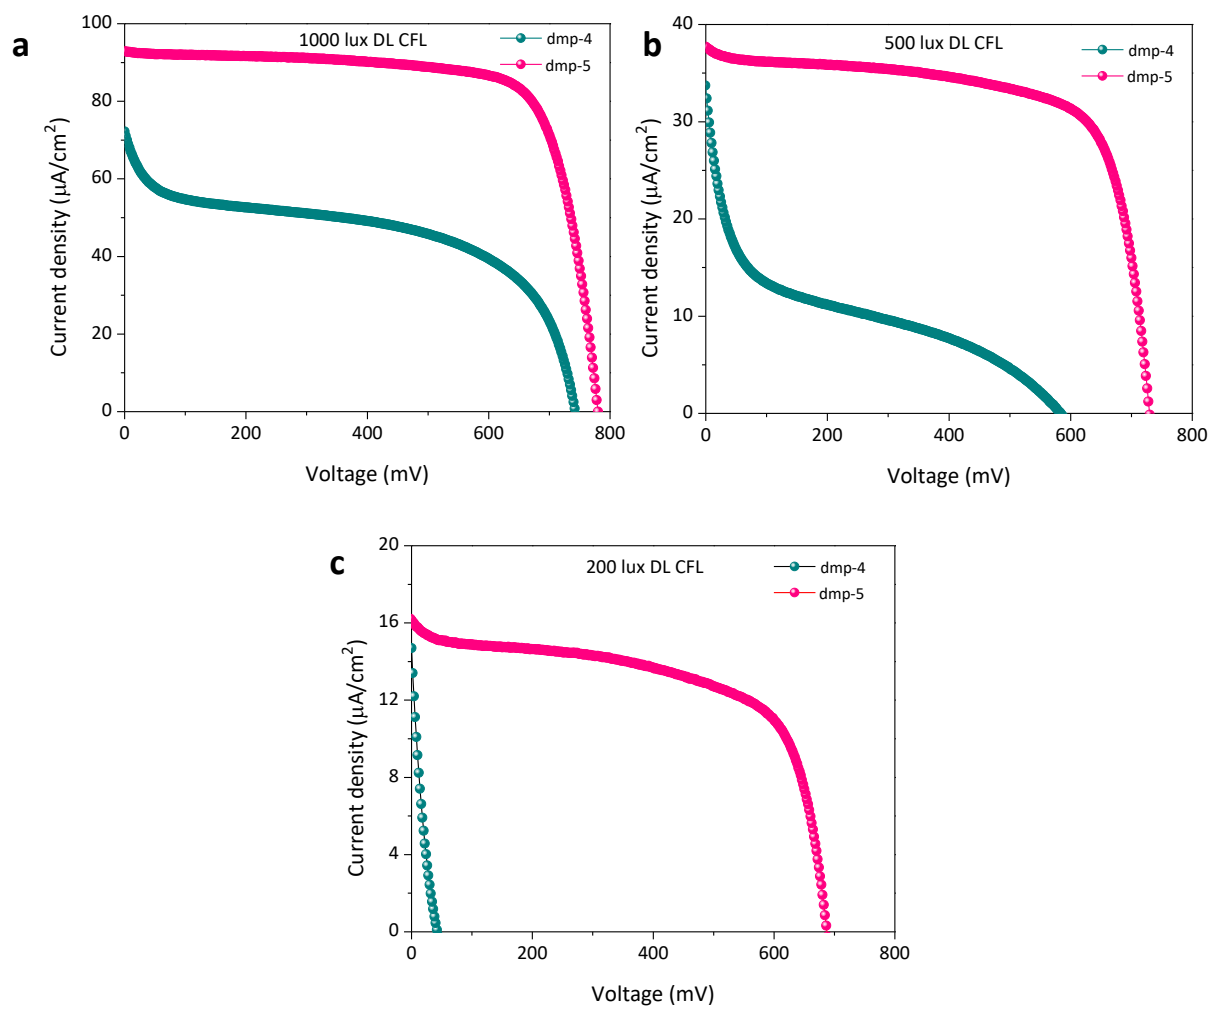 a
1000 lux DL CFL
dmp-4
dmp-5
100
80
60
40
20
0
0 200 400 600 800
Current density (μA/cm²)
Voltage (mV)
b
500 lux DL CFL
dmp-4
dmp-5
40
30
20
10
0
0 200 400 600 800
Current density (μA/cm²)
Voltage (mV)
c
200 lux DL CFL
dmp-4
dmp-5
20
16
12
8
4
0
0 200 400 600 800
Current density (μA/cm²)
Voltage (mV)